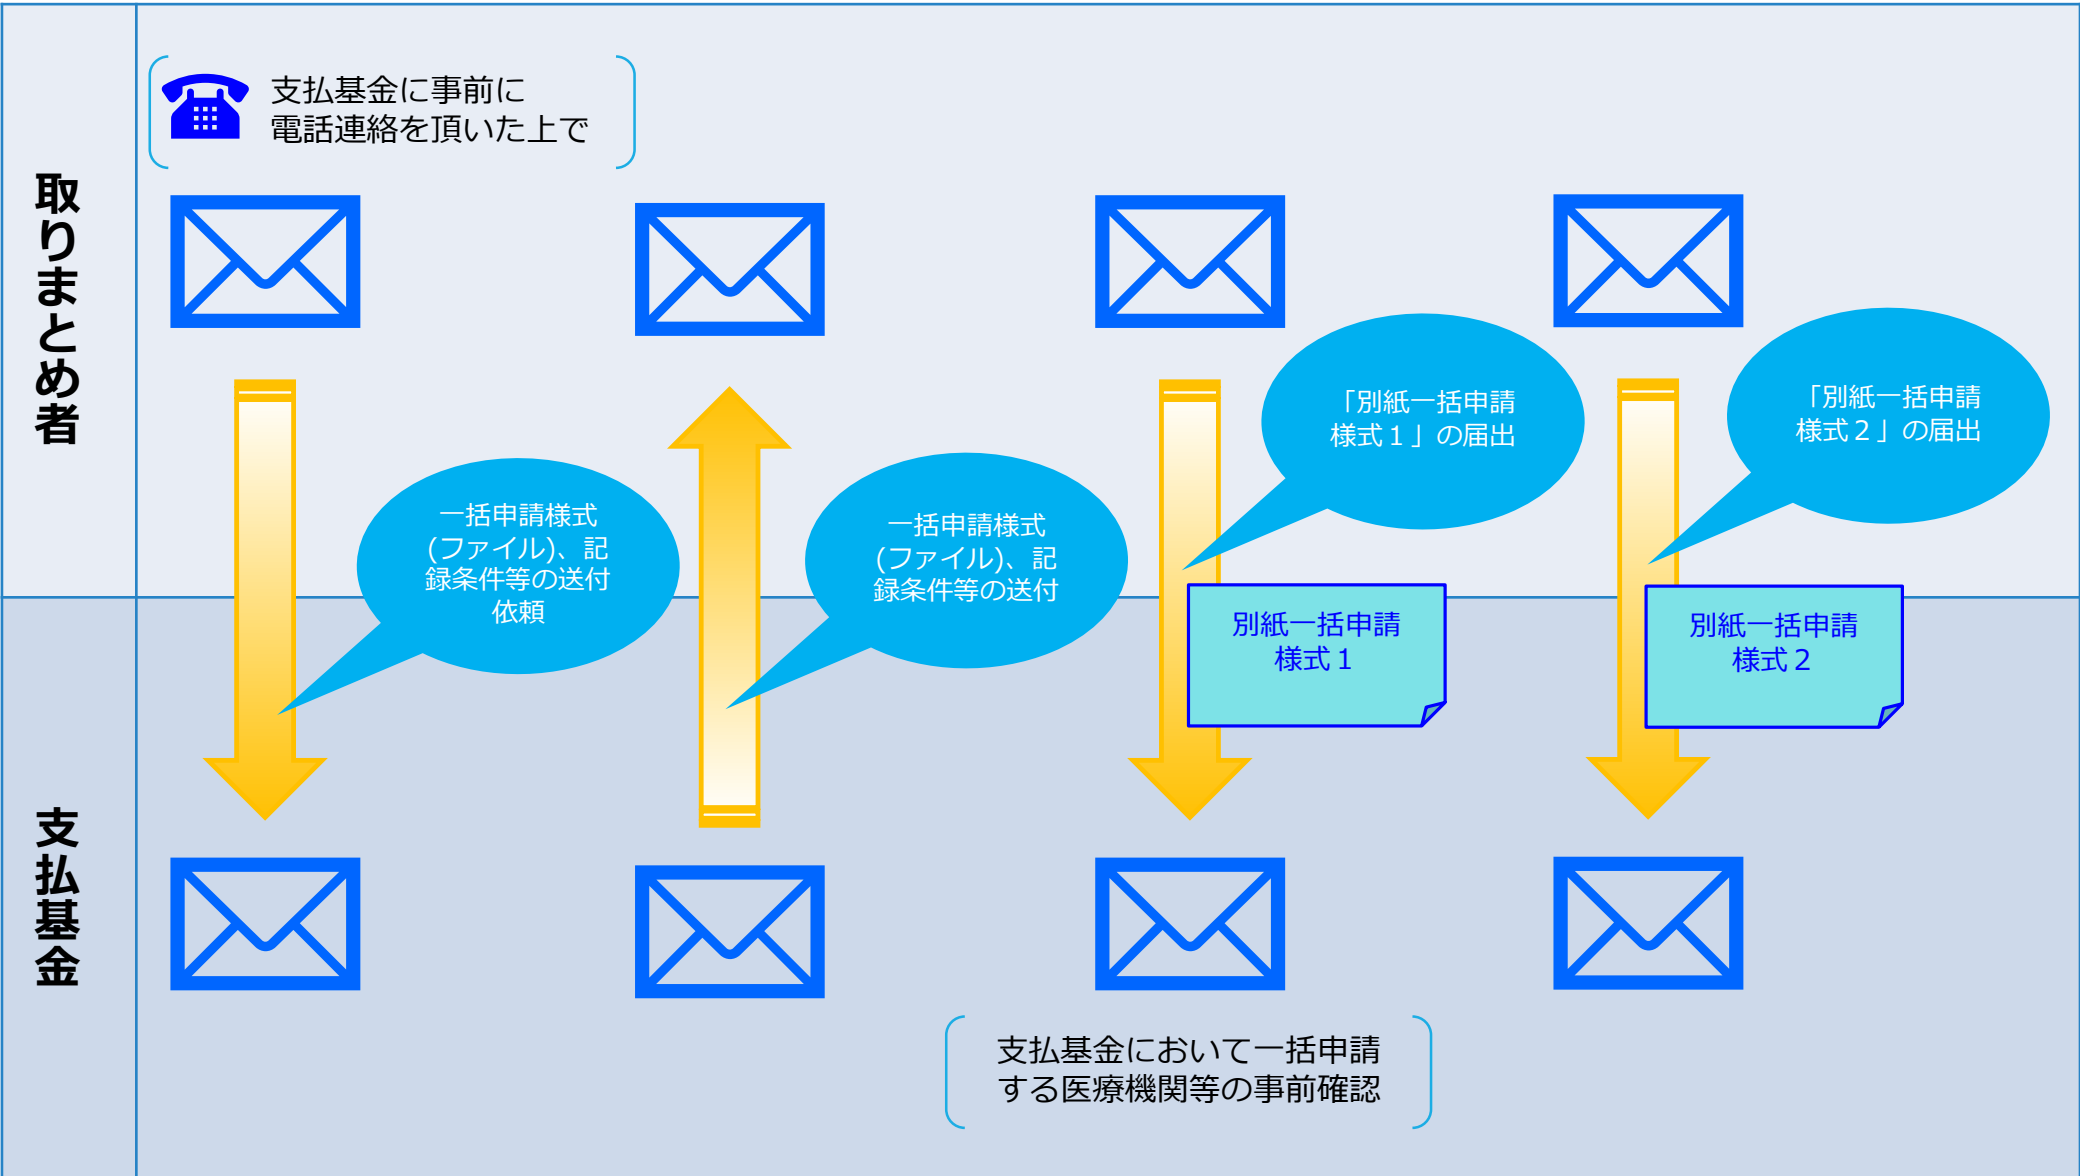 取りまとめ者
支払基金に事前に
電話連絡を頂いた上で
一括申請様式
(ファイル)、記
録条件等の送付
依頼
一括申請様式
(ファイル)、記
録条件等の送付
「別紙一括申請
様式１」の届出
「別紙一括申請
様式２」の届出
別紙一括申請
様式１
別紙一括申請
様式２
支払基金
支払基金において一括申請
する医療機関等の事前確認